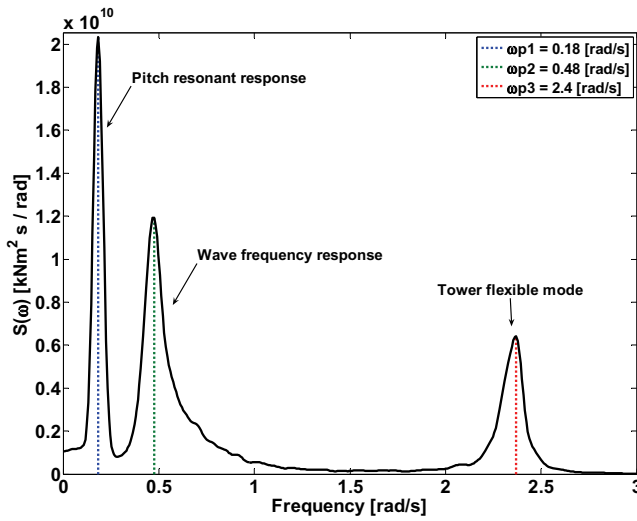 x 10^10
ωp1 = 0.18 [rad/s]
ωp2 = 0.48 [rad/s]
ωp3 = 2.4 [rad/s]
Pitch resonant response
Wave frequency response
Tower flexible mode
S(ω) [kNm² s / rad]
2
1.8
1.6
1.4
1.2
1
0.8
0.6
0.4
0.2
0
0 0.5 1 1.5 2 2.5 3
Frequency [rad/s]